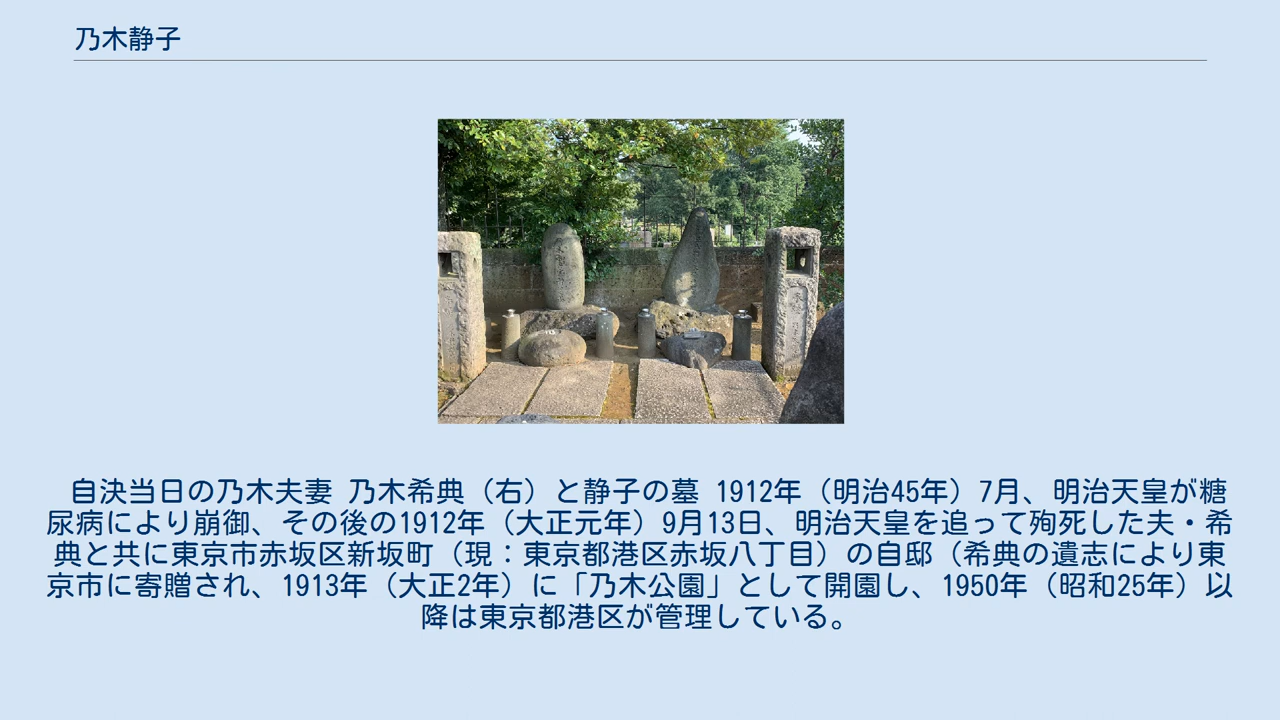 乃木静子
自決当日の乃木夫妻 乃木希典（右）と静子の墓 1912年（明治45年）7月、明治天皇が糖
尿病により崩御、その後の1912年（大正元年）9月13日、明治天皇を追って殉死した夫・希
典と共に東京市赤坂区新坂町（現：東京都港区赤坂八丁目）の自邸（希典の遺志により東
京市に寄贈され、1913年（大正2年）に「乃木公園」として開園し、1950年（昭和25年）以
降は東京都港区が管理している。